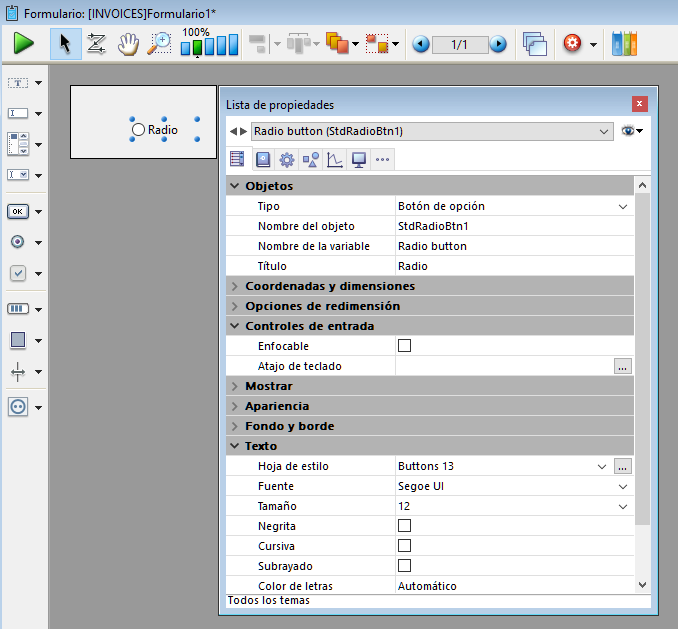 Formulario: [INVOICES]Formulario1*
100%
1/1
T
OK
Radio
Lista de propiedades
Radio button (StdRadioBtn1)
Objetos
Tipo Botón de opción
Nombre del objeto StdRadioBtn1
Nombre de la variable Radio button
Título Radio
Coordenadas y dimensiones
Opciones de redimensión
Controles de entrada
Enfocable
Atajo de teclado ...
Mostrar
Apariencia
Fondo y borde
Texto
Hoja de estilo Buttons 13 ...
Fuente Segoe UI
Tamaño 12
Negrita
Cursiva
Subrayado
Color de letras Automático
Todos los temas